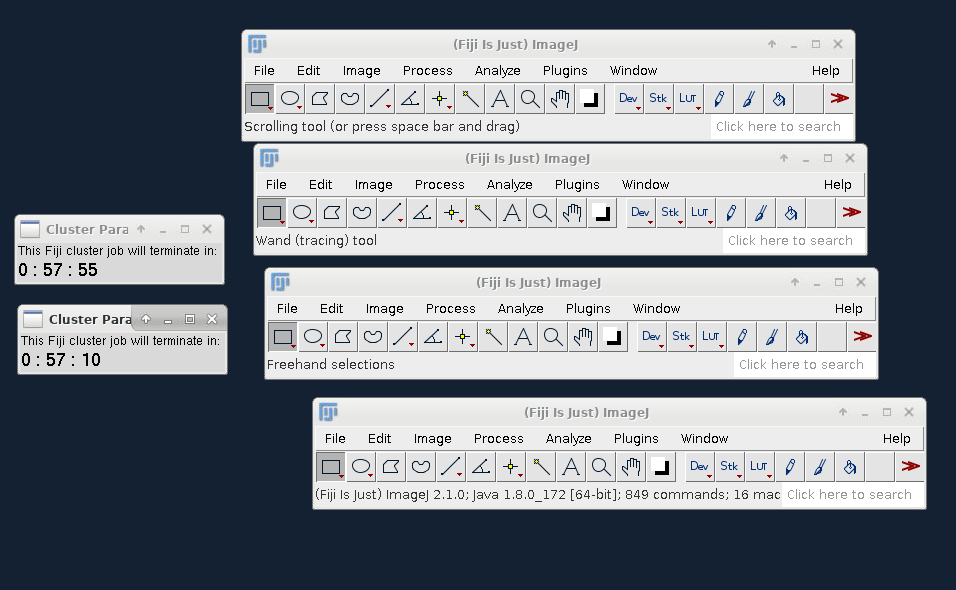 (Fiji Is Just) ImageJ
File Edit Image Process Analyze Plugins Window Help
Dev Stk LUT
Scrolling tool (or press space bar and drag) Click here to search
(Fiji Is Just) ImageJ
File Edit Image Process Analyze Plugins Window Help
Dev Stk LUT
Wand (tracing) tool Click here to search
Cluster Para
This Fiji cluster job will terminate in:
0 : 57 : 55
(Fiji Is Just) ImageJ
File Edit Image Process Analyze Plugins Window Help
Dev Stk LUT
Freehand selections Click here to search
Cluster Para
This Fiji cluster job will terminate in:
0 : 57 : 10
(Fiji Is Just) ImageJ
File Edit Image Process Analyze Plugins Window Help
Dev Stk LUT
(Fiji Is Just) ImageJ 2.1.0; Java 1.8.0_172 [64-bit]; 849 commands; 16 mac Click here to search